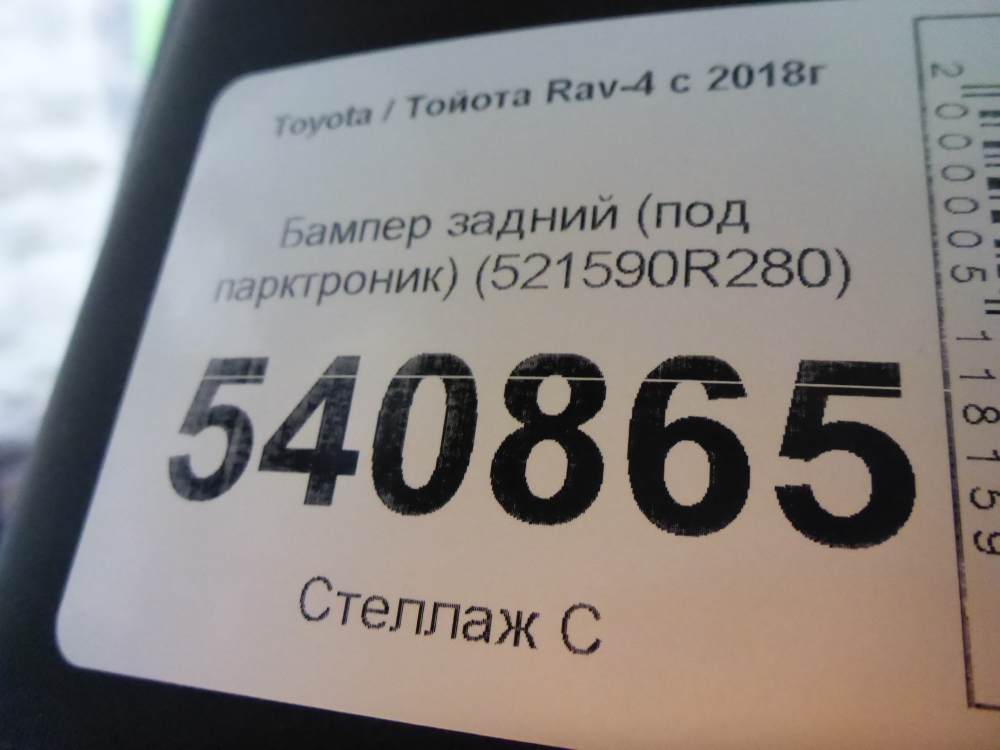 Toyota / Тойота Rav-4 с 2018г
Бампер задний (под
парктроник) (521590R280)
540865
Стеллаж С
2000005118159